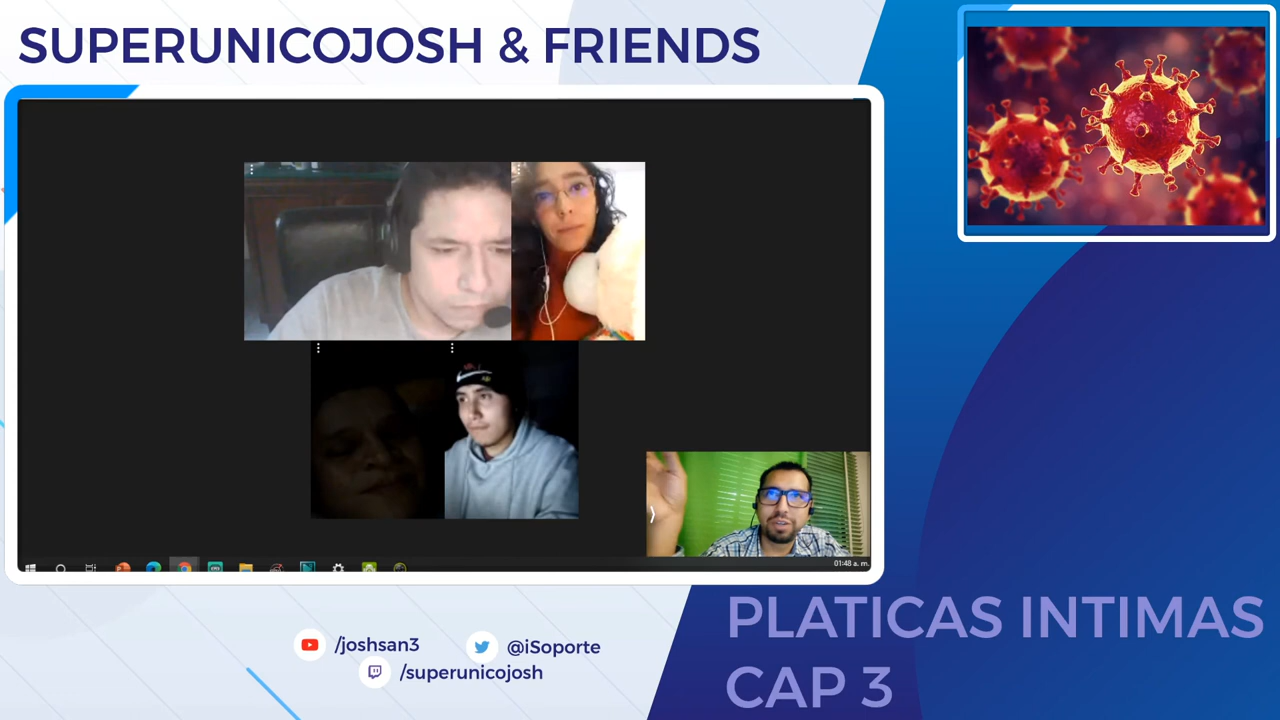 SUPERUNICOJOSH & FRIENDS
01:48 a. m.
/joshsan3
@iSoporte
/superunicojosh
PLATICAS INTIMAS
CAP 3